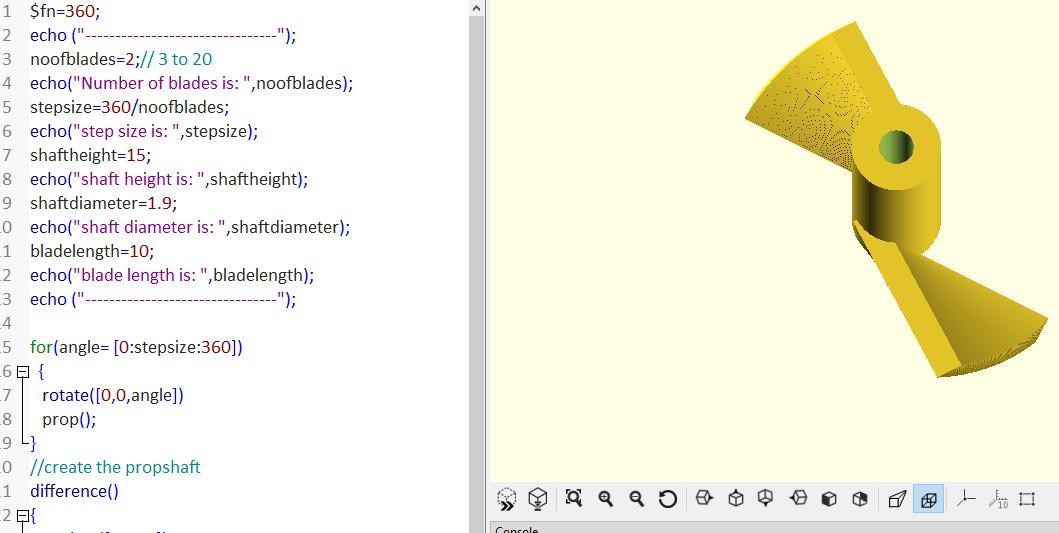 1 $fn=360;
2 echo ("--------------------------------");
3 noofblades=2;// 3 to 20
4 echo("Number of blades is: ",noofblades);
5 stepsize=360/noofblades;
6 echo("step size is: ",stepsize);
7 shaftheight=15;
8 echo("shaft height is: ",shaftheight);
9 shaftdiameter=1.9;
0 echo("shaft diameter is: ",shaftdiameter);
1 bladelength=10;
2 echo("blade length is: ",bladelength);
3 echo ("--------------------------------");
4
5 for(angle= [0:stepsize:360])
6 {
7 rotate([0,0,angle])
8 prop();
9 }
0 //create the propshaft
1 difference()
2 {
10
Console